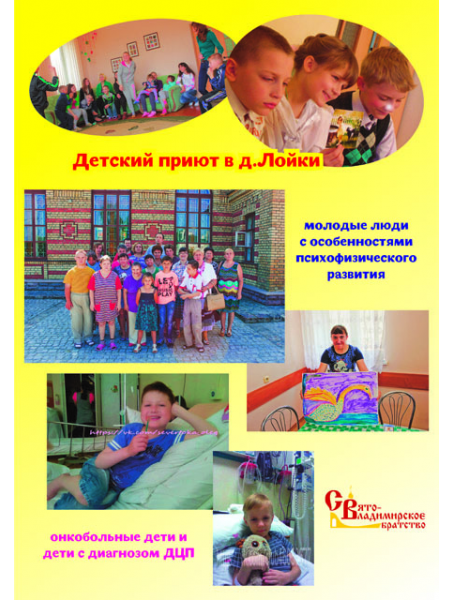 Детский приют в д.Лойки
молодые люди
с особенностями
психофизического
развития
онкобольные дети и
дети с диагнозом ДЦП
Свято-
Владимирское
братство